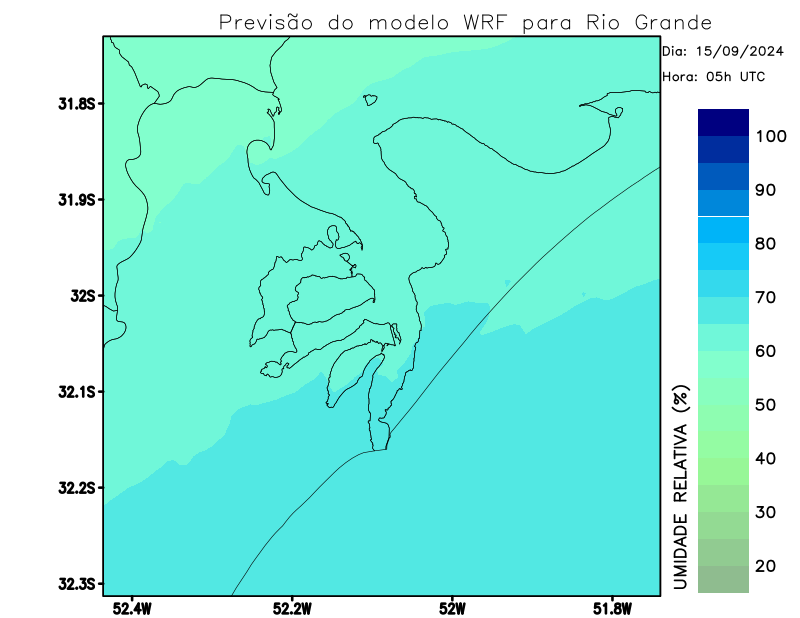 Previsão do modelo WRF para Rio Grande
Dia: 15/09/2024
Hora: 05h UTC
31.8S
31.9S
32S
32.1S
32.2S
32.3S
52.4W
52.2W
52W
51.8W
UMIDADE RELATIVA (%)
100
90
80
70
60
50
40
30
20